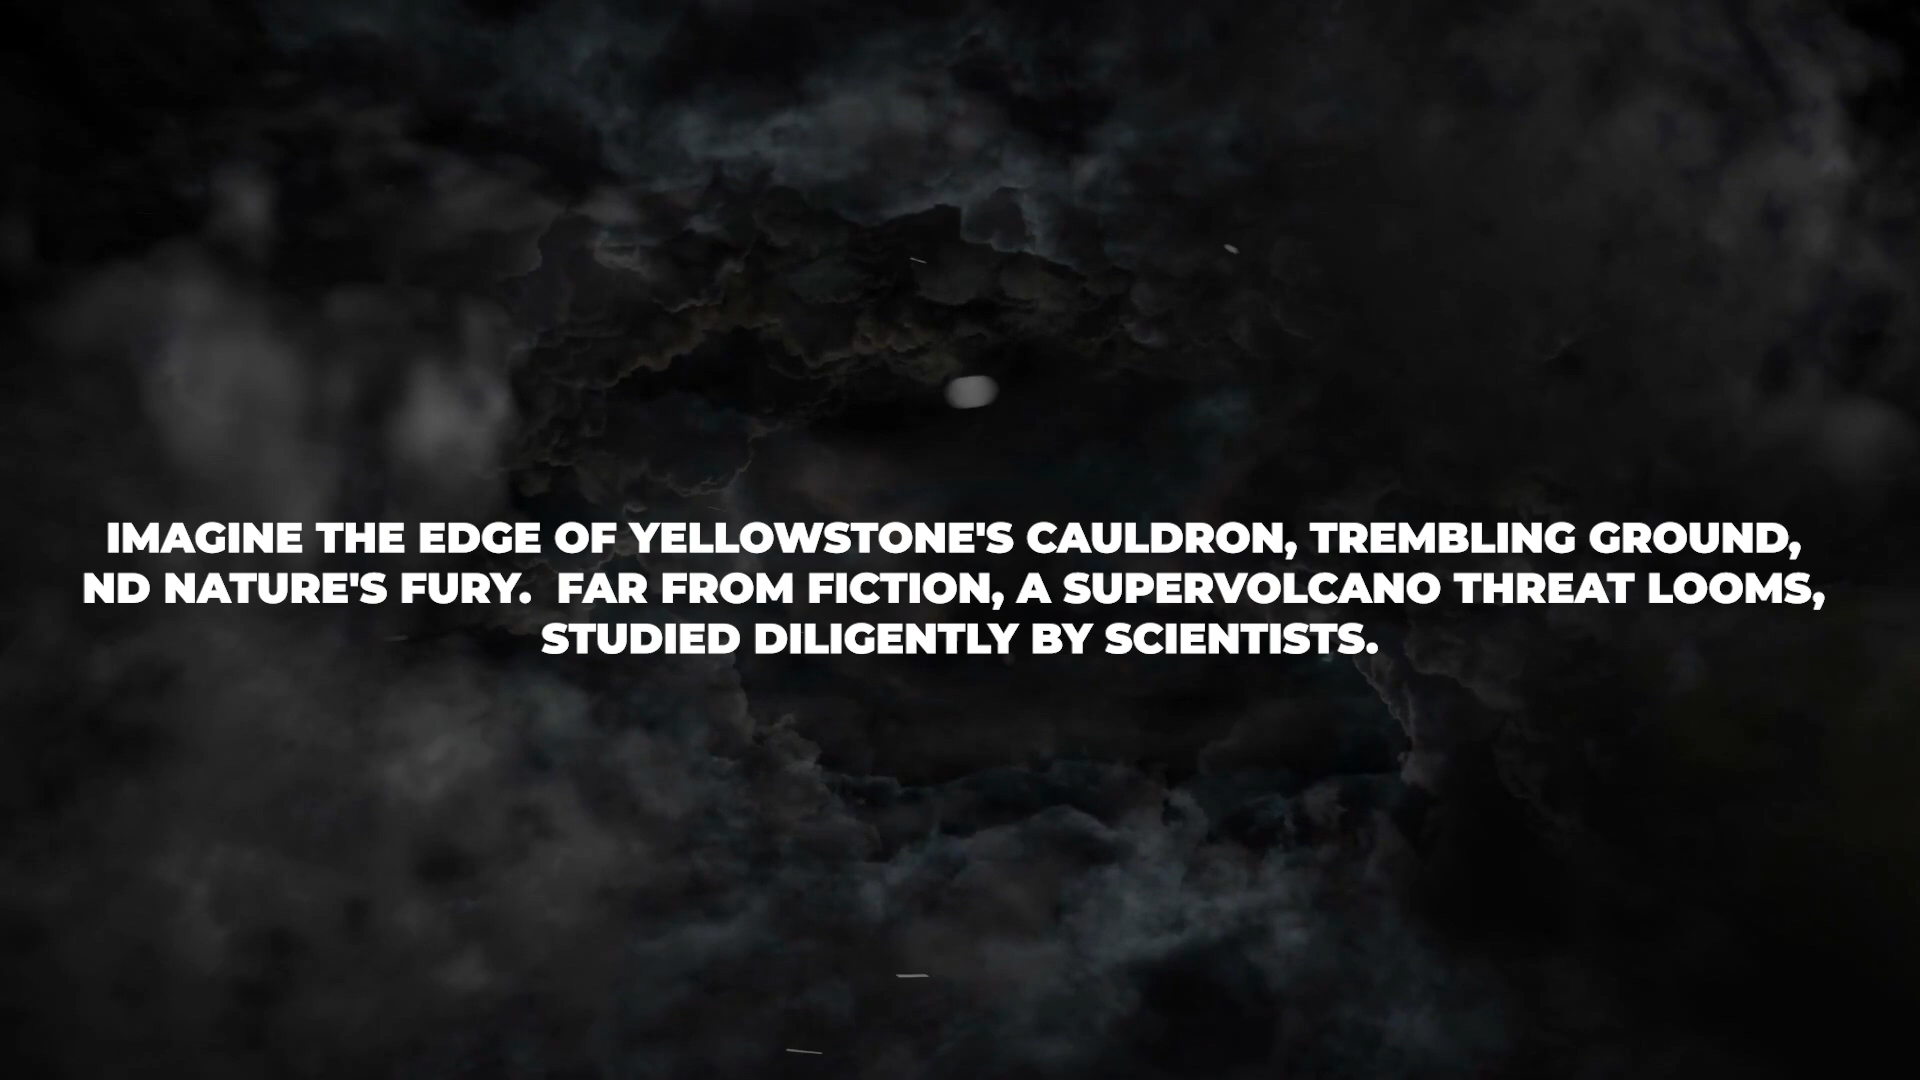 IMAGINE THE EDGE OF YELLOWSTONE'S CAULDRON, TREMBLING GROUND,
ND NATURE'S FURY.  FAR FROM FICTION, A SUPERVOLCANO THREAT LOOMS,
STUDIED DILIGENTLY BY SCIENTISTS.